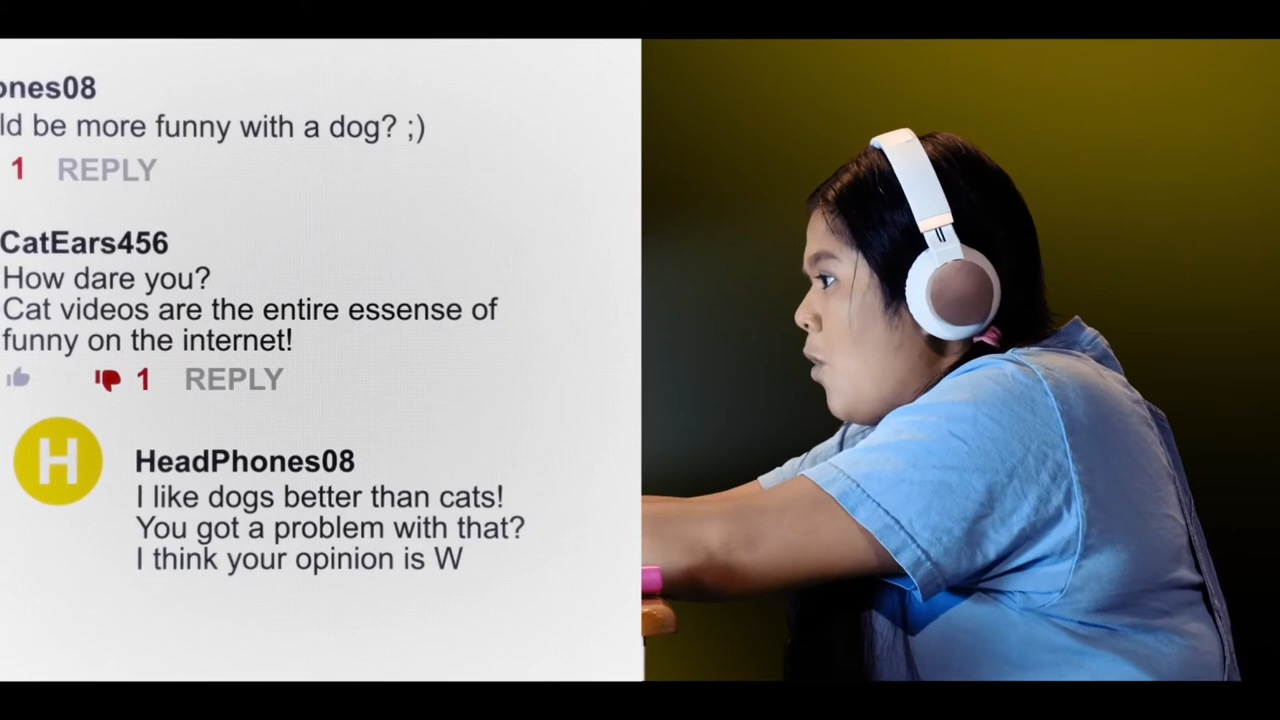 ones08
ld be more funny with a dog? ;)
1 REPLY
CatEars456
How dare you?
Cat videos are the entire essense of
funny on the internet!
1 REPLY
H
HeadPhones08
I like dogs better than cats!
You got a problem with that?
I think your opinion is W